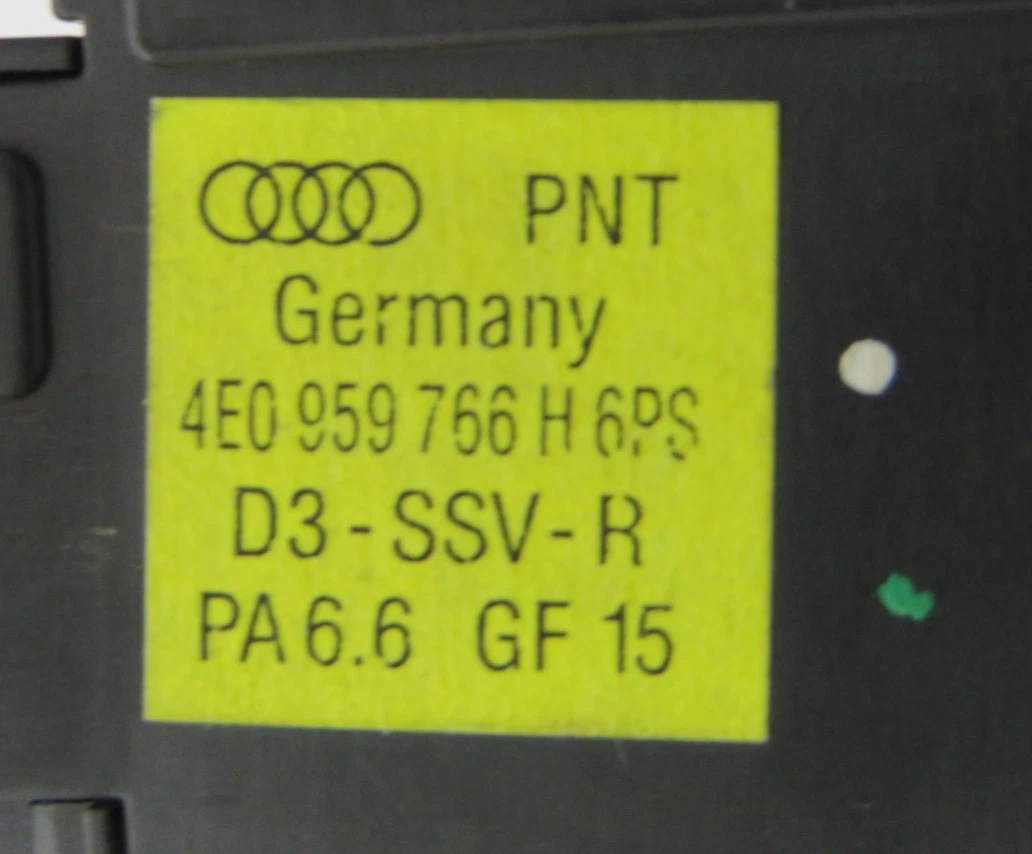 PNT
Germany
4E0 959 766 H 6PS
D3-SSV-R
PA 6.6 GF 15